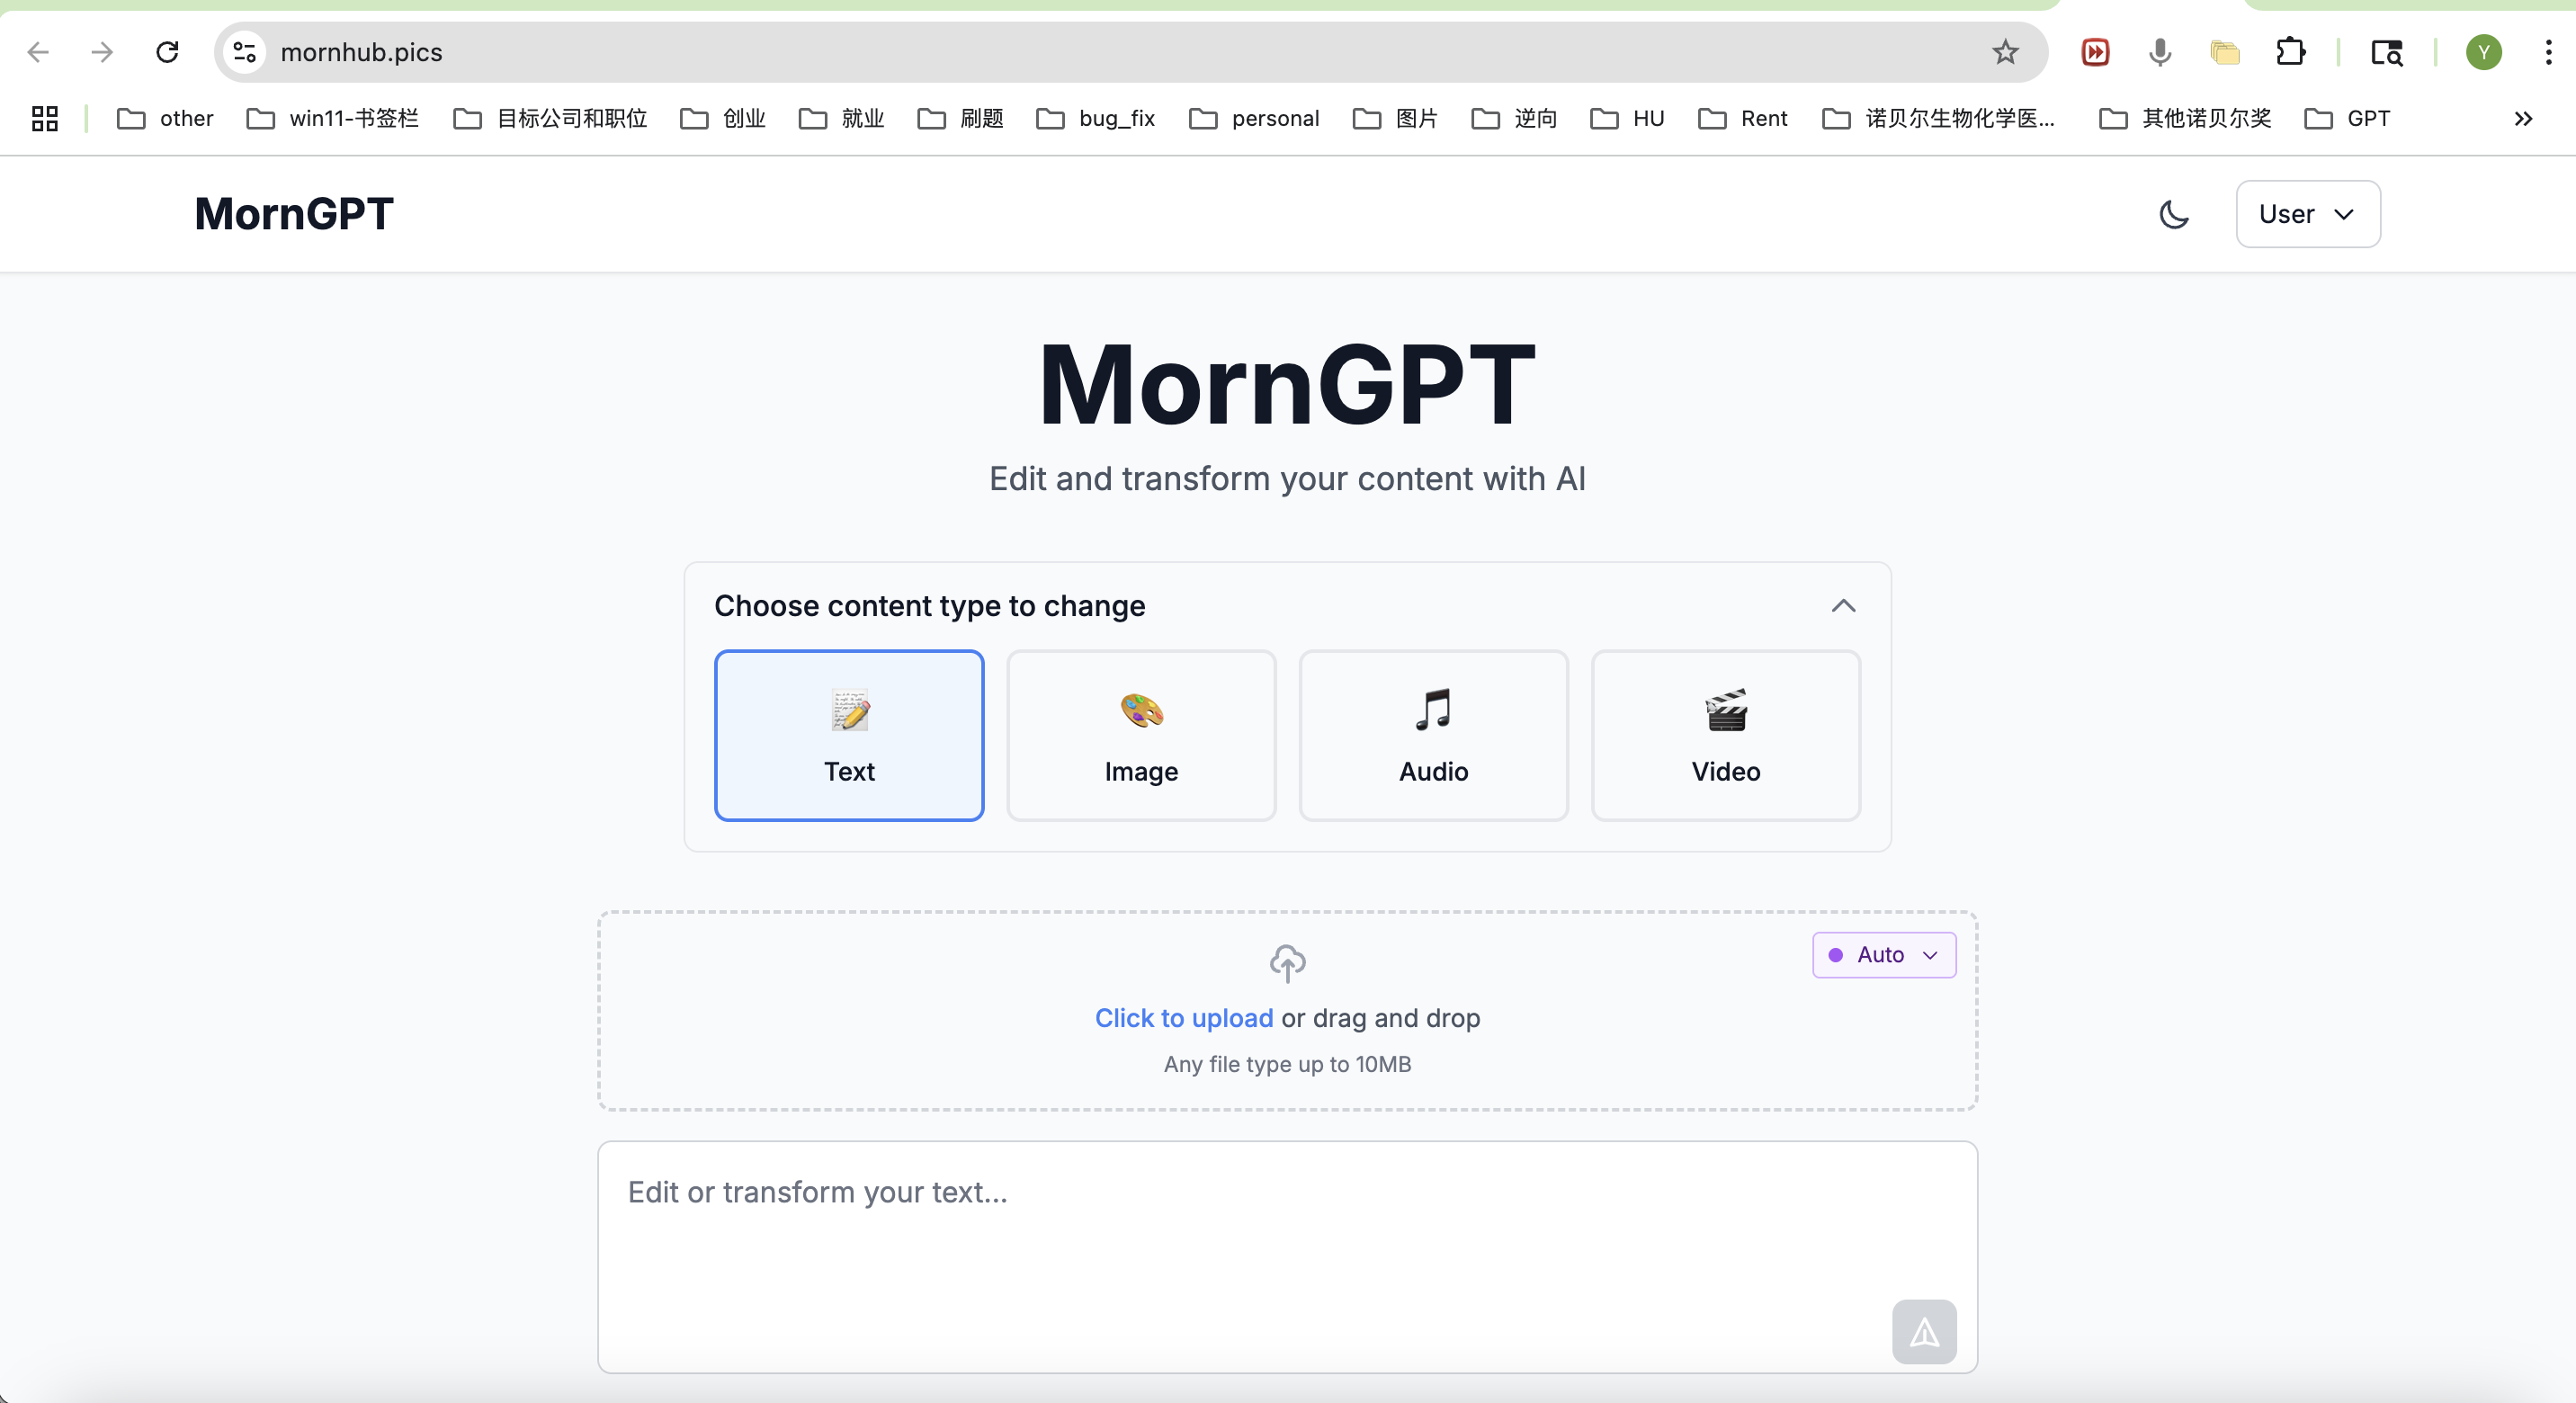 mornhub.pics
Y
other win11-书签栏 目标公司和职位 创业 就业 刷题 bug_fix personal 图片 逆向 HU Rent 诺贝尔生物化学医... 其他诺贝尔奖 GPT
MornGPT
User
MornGPT
Edit and transform your content with AI
Choose content type to change
Text Image Audio Video
Auto
Click to upload or drag and drop
Any file type up to 10MB
Edit or transform your text...